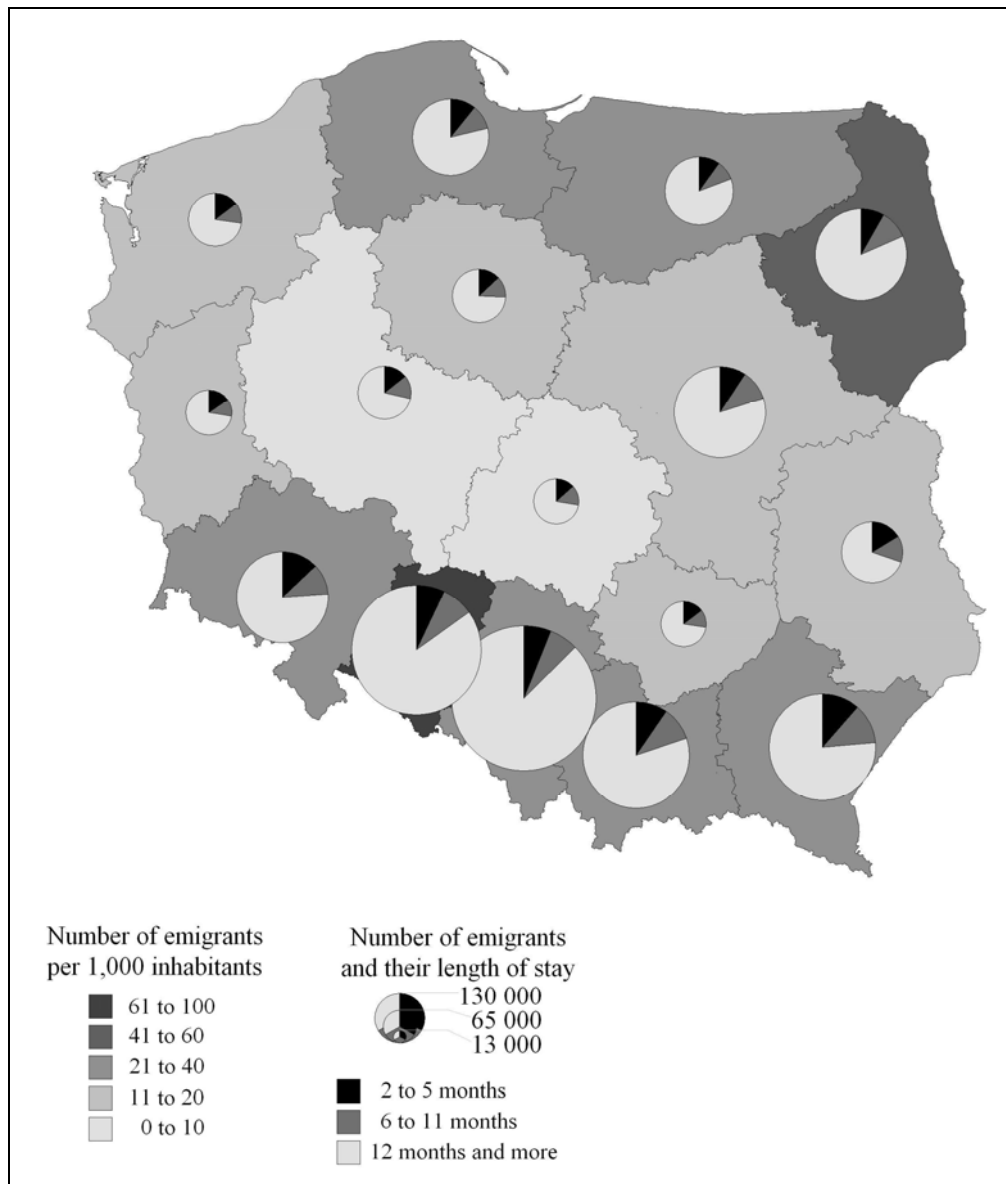 Number of emigrants
per 1,000 inhabitants
61 to 100
41 to 60
21 to 40
11 to 20
0 to 10
Number of emigrants
and their length of stay
130 000
65 000
13 000
2 to 5 months
6 to 11 months
12 months and more